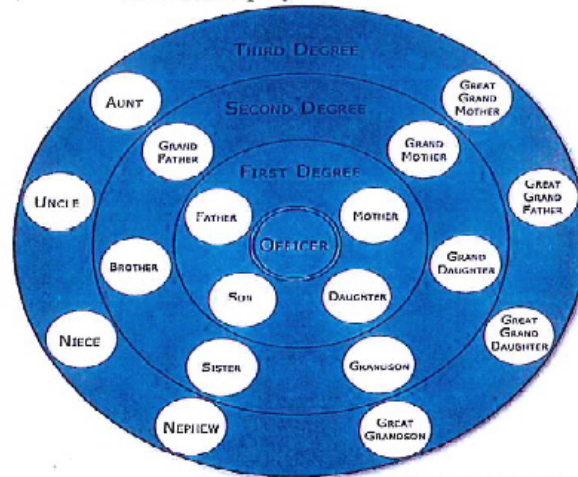 THIRD DEGREE
AUNT
GREAT
GRAND
MOTHER
SECOND DEGREE
GRAND
FATHER
GRAND
MOTHER
FIRST DEGREE
UNCLE
GREAT
GRAND
FATHER
FATHER
MOTHER
OFFICER
BROTHER
GRAND
DAUGHTER
SON
DAUGHTER
NIECE
GREAT
GRAND
DAUGHTER
SISTER
GRANDSON
NEPHEW
GREAT
GRANDSON